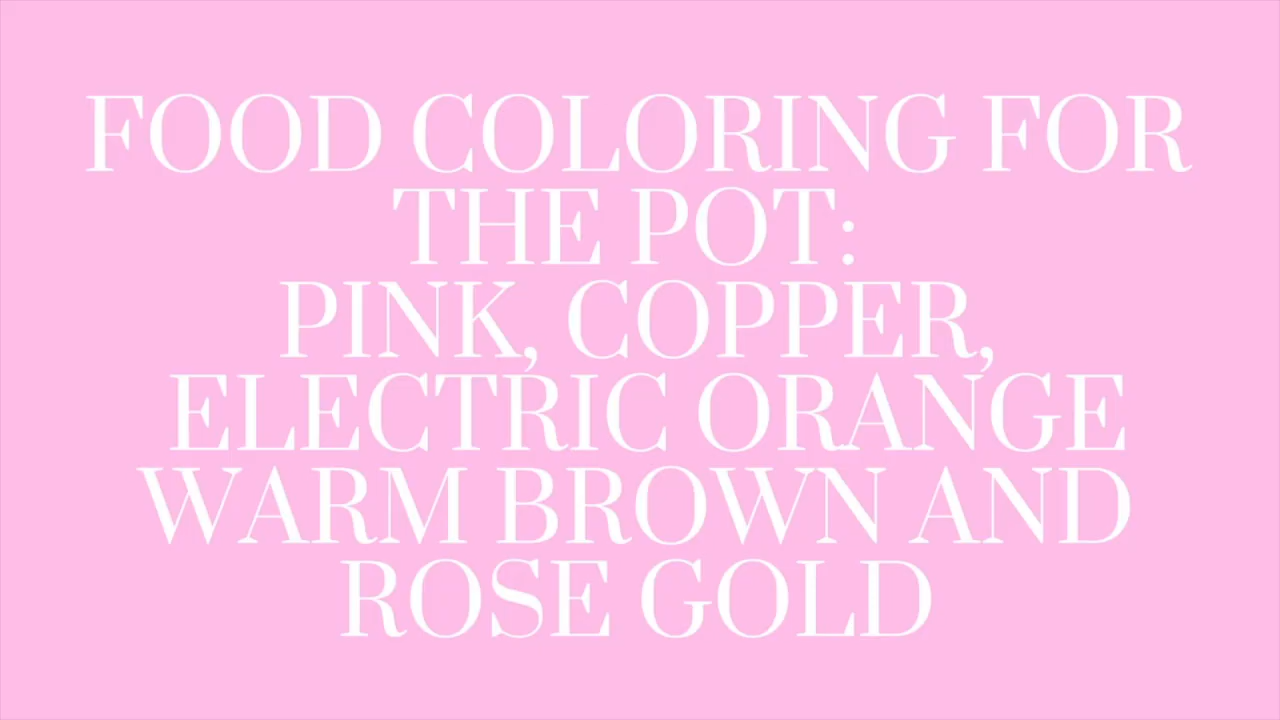 FOOD COLORING FOR
THE POT:
PINK, COPPER,
ELECTRIC ORANGE
WARM BROWN AND
ROSE GOLD